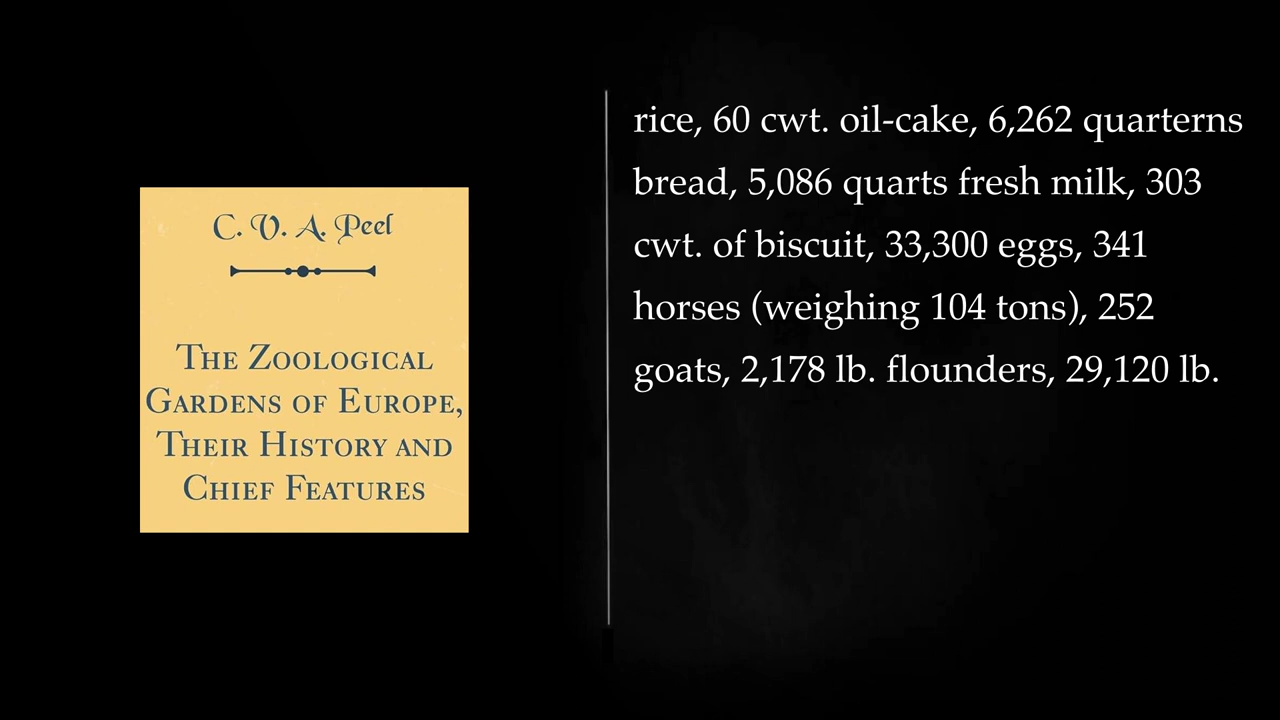 C. V. A. Peel
The Zoological
Gardens of Europe,
Their History and
Chief Features
rice, 60 cwt. oil-cake, 6,262 quarterns
bread, 5,086 quarts fresh milk, 303
cwt. of biscuit, 33,300 eggs, 341
horses (weighing 104 tons), 252
goats, 2,178 lb. flounders, 29,120 lb.